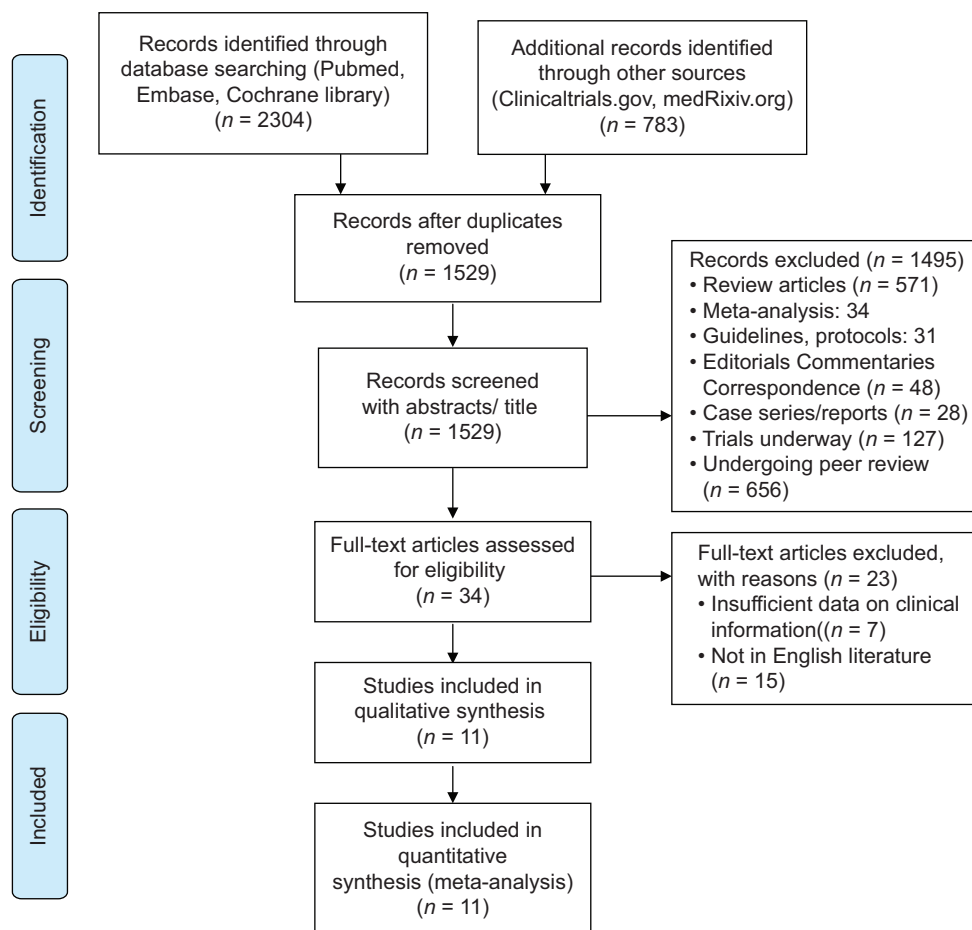 Identification
Records identified through
database searching (Pubmed,
Embase, Cochrane library)
(n = 2304)
Additional records identified
through other sources
(Clinicaltrials.gov, medRixiv.org)
(n = 783)
Records after duplicates
removed
(n = 1529)
Screening
Records screened
with abstracts/ title
(n = 1529)
Records excluded (n = 1495)
• Review articles (n = 571)
• Meta-analysis: 34
• Guidelines, protocols: 31
• Editorials Commentaries
Correspondence (n = 48)
• Case series/reports (n = 28)
• Trials underway (n = 127)
• Undergoing peer review
(n = 656)
Eligibility
Full-text articles assessed
for eligibility
(n = 34)
Full-text articles excluded,
with reasons (n = 23)
• Insufficient data on clinical
information((n = 7)
• Not in English literature
(n = 15)
Studies included in
qualitative synthesis
(n = 11)
Included
Studies included in
quantitative
synthesis (meta-analysis)
(n = 11)